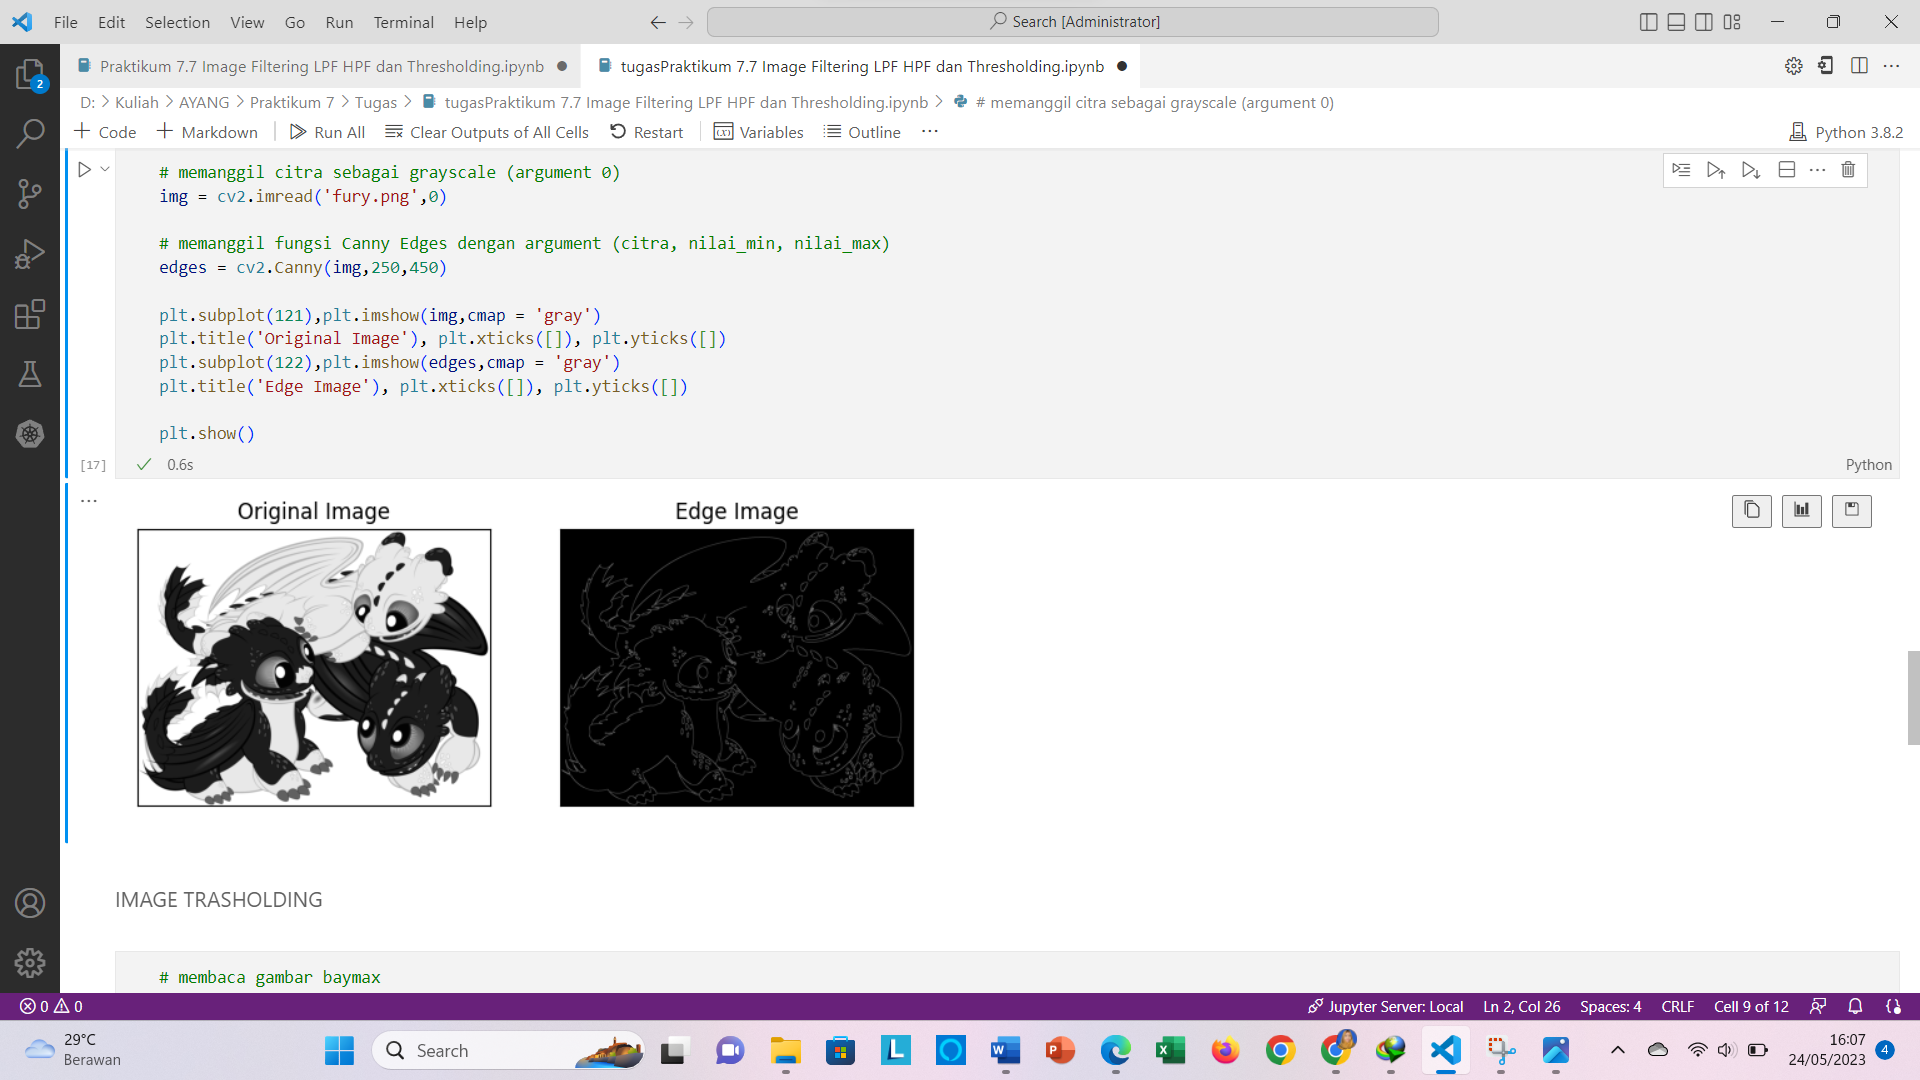 File Edit Selection View Go Run Terminal Help
Search [Administrator]
2
Praktikum 7.7 Image Filtering LPF HPF dan Thresholding.ipynb
tugasPraktikum 7.7 Image Filtering LPF HPF dan Thresholding.ipynb
D: > Kuliah > AYANG > Praktikum 7 > Tugas > tugasPraktikum 7.7 Image Filtering LPF HPF dan Thresholding.ipynb > # memanggil citra sebagai grayscale (argument 0)
+ Code + Markdown Run All Clear Outputs of All Cells Restart Variables Outline ... Python 3.8.2
# memanggil citra sebagai grayscale (argument 0)
img = cv2.imread('fury.png',0)
# memanggil fungsi Canny Edges dengan argument (citra, nilai_min, nilai_max)
edges = cv2.Canny(img,250,450)
plt.subplot(121),plt.imshow(img,cmap = 'gray')
plt.title('Original Image'), plt.xticks([]), plt.yticks([])
plt.subplot(122),plt.imshow(edges,cmap = 'gray')
plt.title('Edge Image'), plt.xticks([]), plt.yticks([])
plt.show()
[17] 0.6s Python
Original Image Edge Image
IMAGE TRASHOLDING
# membaca gambar baymax
0 0 Jupyter Server: Local Ln 2, Col 26 Spaces: 4 CRLF Cell 9 of 12
29°C
Berawan
Search
16:07
24/05/2023
4